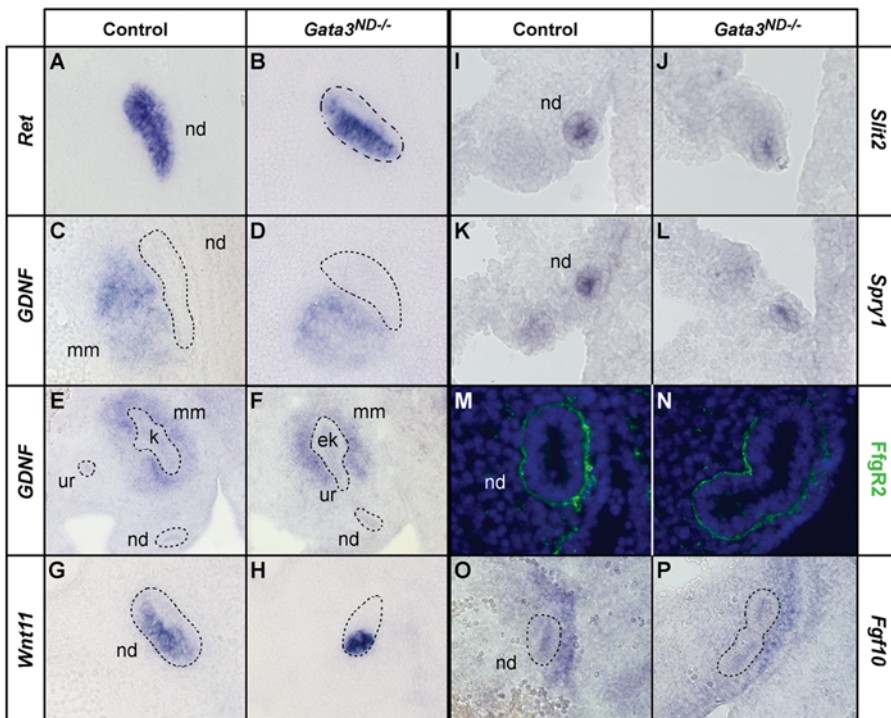 Control Gata3ND-/- Control Gata3ND-/-
Ret A nd B I nd J Slit2
GDNF C nd mm D K nd L Spry1
GDNF E mm k ur nd F mm ek ur nd M nd N FfgR2
Wnt11 G nd H O nd P Fgf10